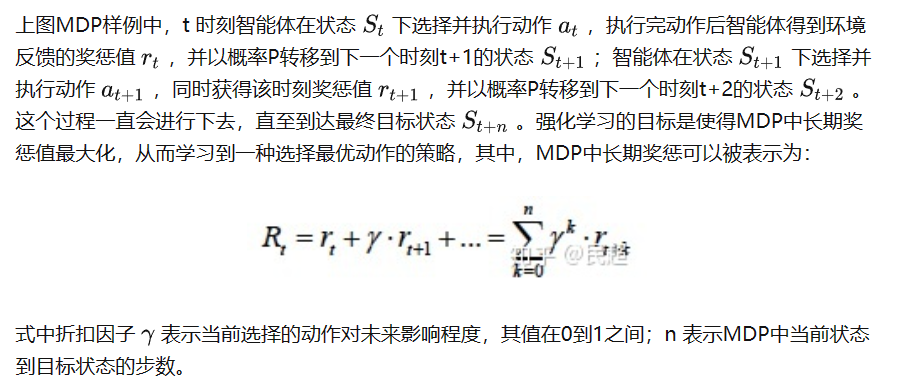 上图MDP样例中，t 时刻智能体在状态 S_t 下选择并执行动作 a_t ，执行完动作后智能体得到环境
反馈的奖惩值 r_t ，并以概率P转移到下一个时刻t+1的状态 S_{t+1} ；智能体在状态 S_{t+1} 下选择并
执行动作 a_{t+1} ，同时获得该时刻奖惩值 r_{t+1} ，并以概率P转移到下一个时刻t+2的状态 S_{t+2} 。
这个过程一直会进行下去，直至到达最终目标状态 S_{t+n} 。强化学习的目标是使得MDP中长期奖
惩值最大化，从而学习到一种选择最优动作的策略，其中，MDP中长期奖惩可以被表示为：
R_t = r_t + γ·r_{t+1} + ... = \sum_{k=0}^{n} γ^k·r_{t+k}
知乎 @民超
式中折扣因子 γ 表示当前选择的动作对未来影响程度，其值在0到1之间；n 表示MDP中当前状态
到目标状态的步数。